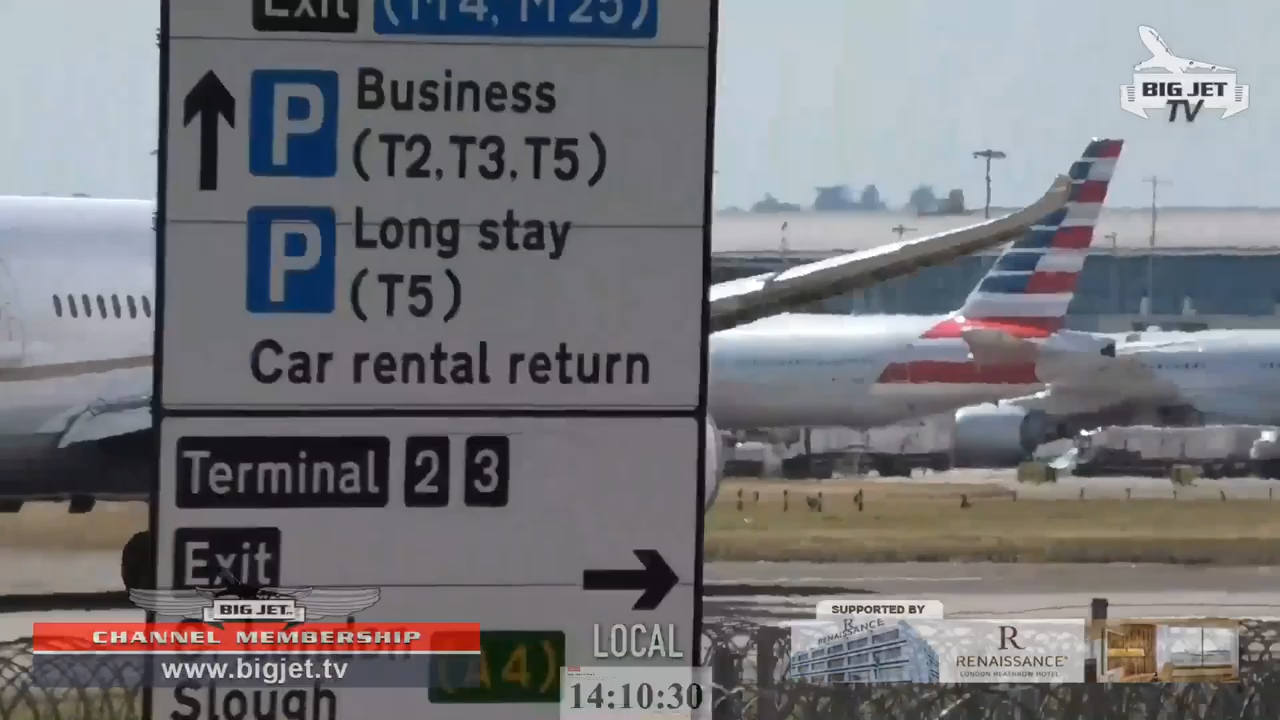 Exit (M4, M25)
BIG JET
TV
P Business
(T2,T3,T5)
P Long stay
(T5)
Car rental return
Terminal 2 3
Exit
BIG JET
CHANNEL MEMBERSHIP
www.bigjet.tv
(A4)
Slough
LOCAL
14:10:30
SUPPORTED BY
RENAISSANCE
R
RENAISSANCE
LONDON HEATHROW HOTEL